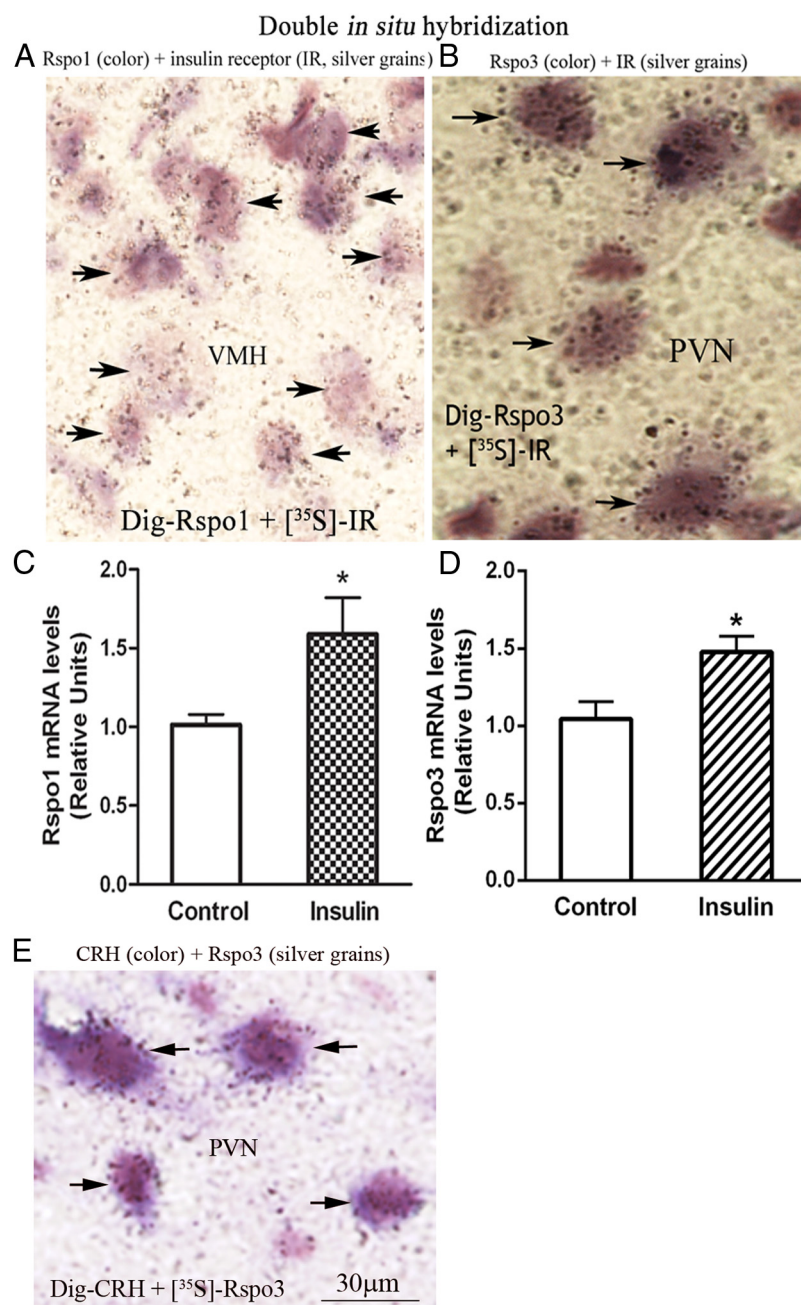 Double in situ hybridization
A Rspo1 (color) + insulin receptor (IR, silver grains)
B Rspo3 (color) + IR (silver grains)
VMH
Dig-Rspo1 + [³⁵S]-IR
PVN
Dig-Rspo3
+ [³⁵S]-IR
C
Rspo1 mRNA levels
(Relative Units)
2.0
1.5
1.0
0.5
0.0
*
Control Insulin
D
Rspo3 mRNA levels
(Relative Units)
2.0
1.5
1.0
0.5
0.0
*
Control Insulin
E CRH (color) + Rspo3 (silver grains)
PVN
Dig-CRH + [³⁵S]-Rspo3
30μm